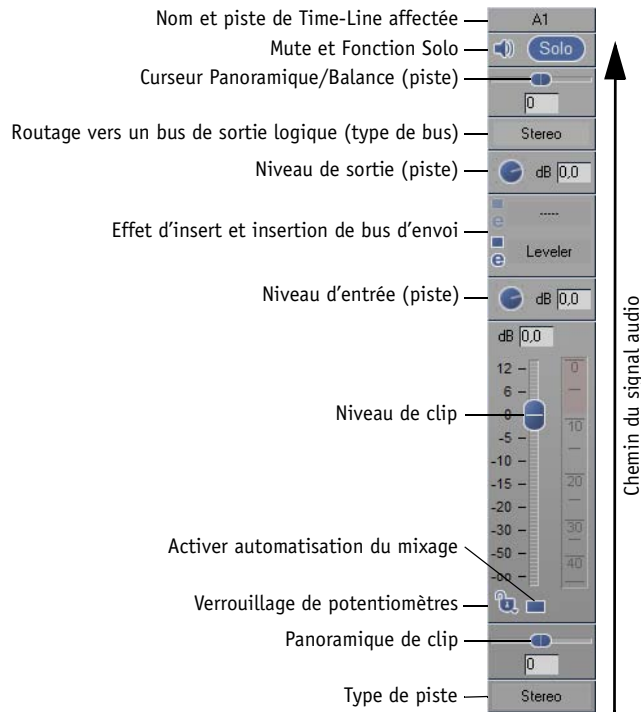 Nom et piste de Time-Line affectée
A1
Mute et Fonction Solo
Solo
Curseur Panoramique/Balance (piste)
0
Routage vers un bus de sortie logique (type de bus)
Stereo
Niveau de sortie (piste)
dB 0,0
Effet d'insert et insertion de bus d'envoi
e
-----
e
Leveler
Niveau d'entrée (piste)
dB 0,0
dB 0,0
12
0
6
Niveau de clip
0
10
-5
-10
-15
20
-20
-30
30
-50
40
-oo
Activer automatisation du mixage
Verrouillage de potentiomètres
Panoramique de clip
0
Type de piste
Stereo
Chemin du signal audio